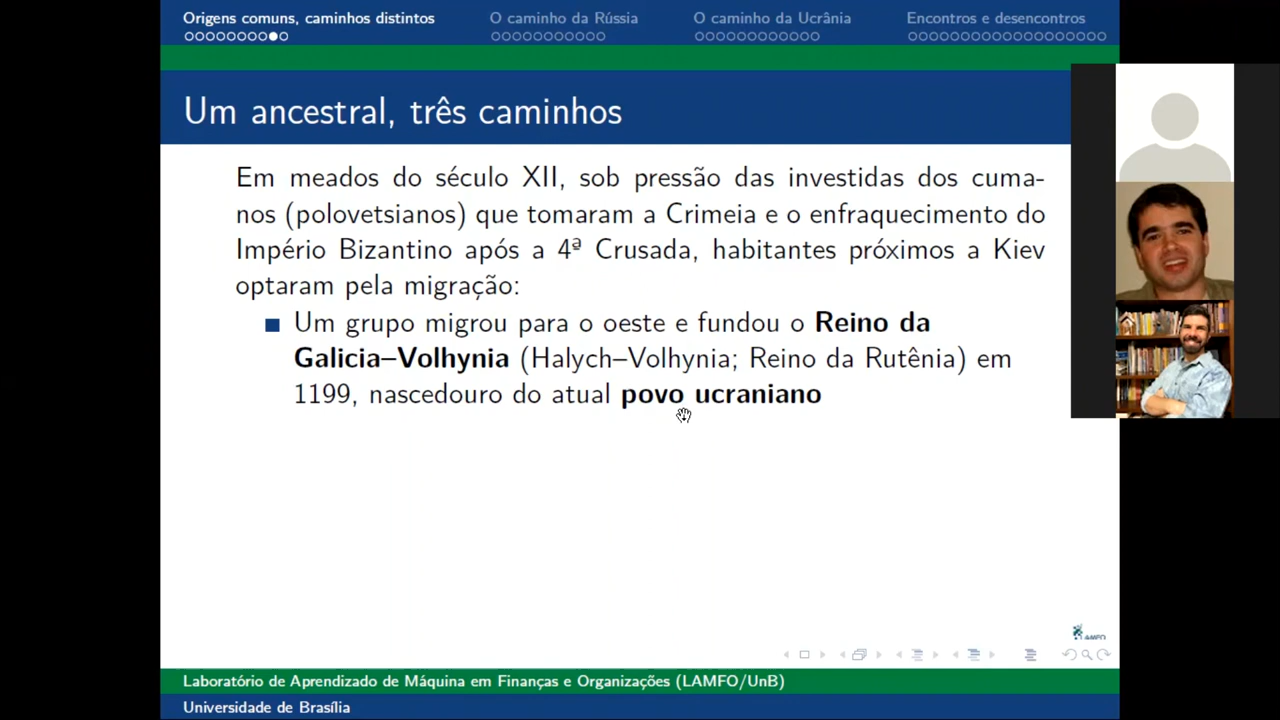 Origens comuns, caminhos distintos
O caminho da Rússia
O caminho da Ucrânia
Encontros e desencontros
Um ancestral, três caminhos
Em meados do século XII, sob pressão das investidas dos cuma-
nos (polovetsianos) que tomaram a Crimeia e o enfraquecimento do
Império Bizantino após a 4ª Crusada, habitantes próximos a Kiev
optaram pela migração:
Um grupo migrou para o oeste e fundou o Reino da
Galicia–Volhynia (Halych–Volhynia; Reino da Rutênia) em
1199, nascedouro do atual povo ucraniano
LAMFO
Laboratório de Aprendizado de Máquina em Finanças e Organizações (LAMFO/UnB)
Universidade de Brasília